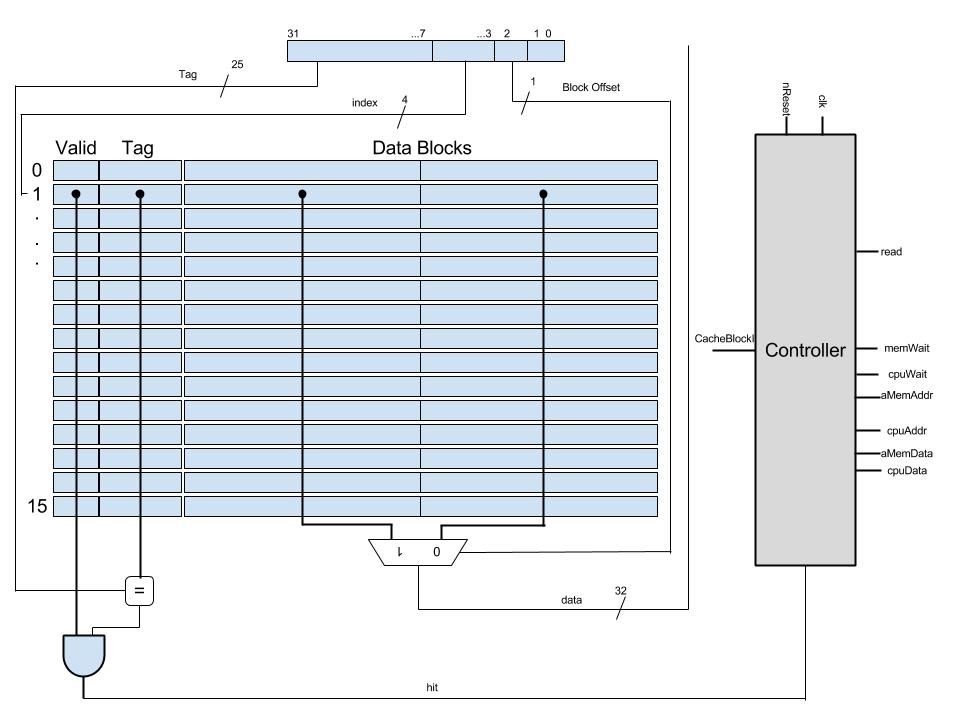 31 ...7 ...3 2 1 0
Tag 25
index 4
1 Block Offset
Valid Tag Data Blocks
0
1
.
.
.
15
1 0
=
data 32
hit
nReset clk
read
CacheBlockI
Controller
memWait
cpuWait
aMemAddr
cpuAddr
aMemData
cpuData